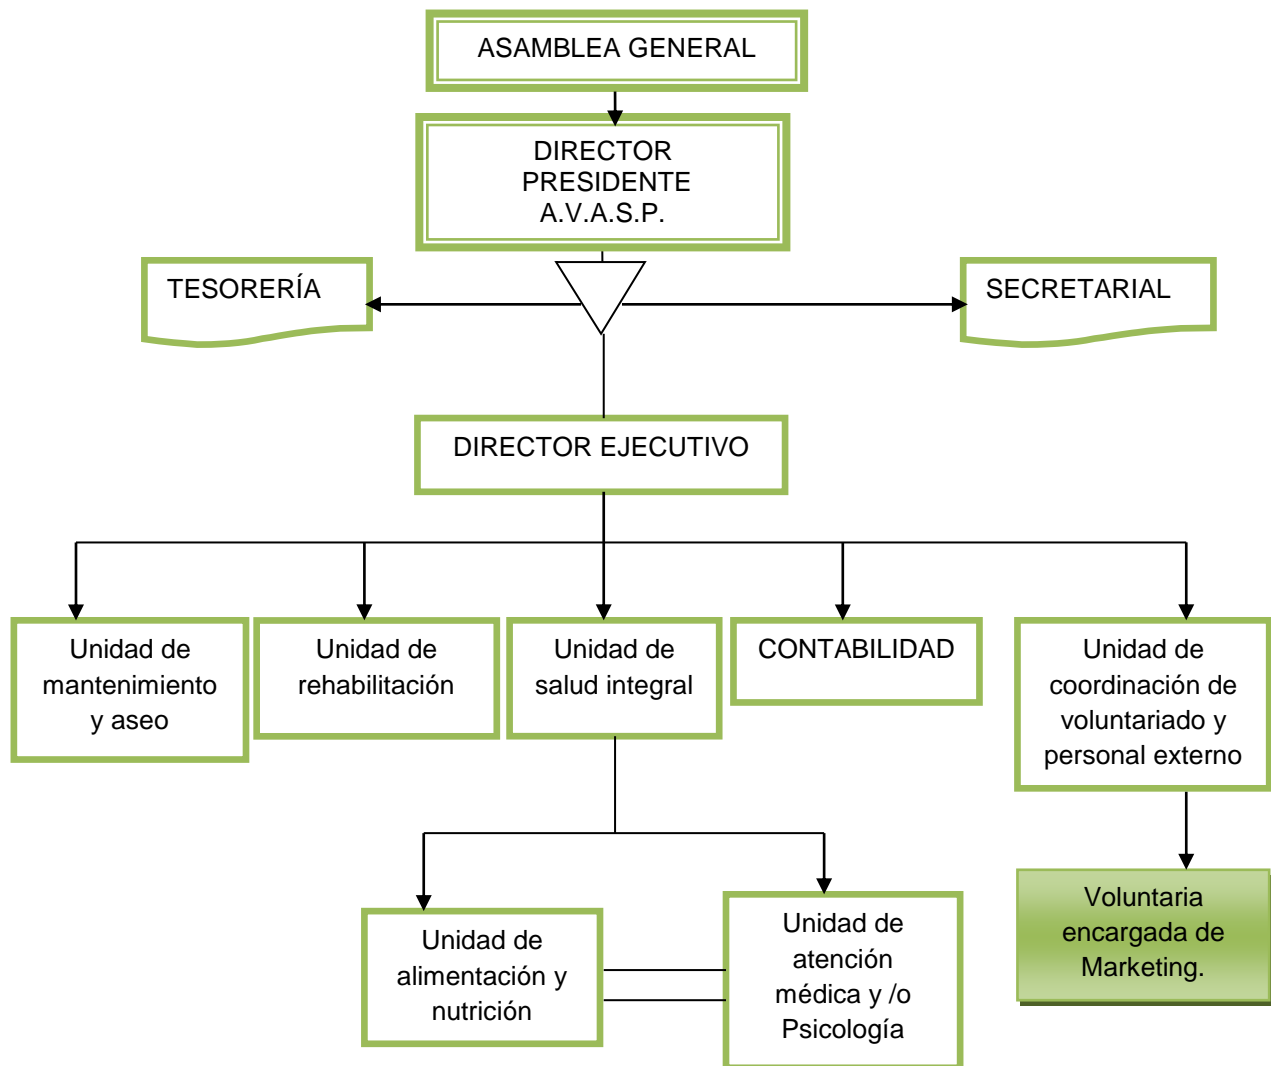 ASAMBLEA GENERAL
DIRECTOR
PRESIDENTE
A.V.A.S.P.
TESORERÍA
SECRETARIAL
DIRECTOR EJECUTIVO
Unidad de
mantenimiento
y aseo
Unidad de
rehabilitación
Unidad de
salud integral
CONTABILIDAD
Unidad de
coordinación de
voluntariado y
personal externo
Unidad de
alimentación y
nutrición
Unidad de
atención
médica y /o
Psicología
Voluntaria
encargada de
Marketing.